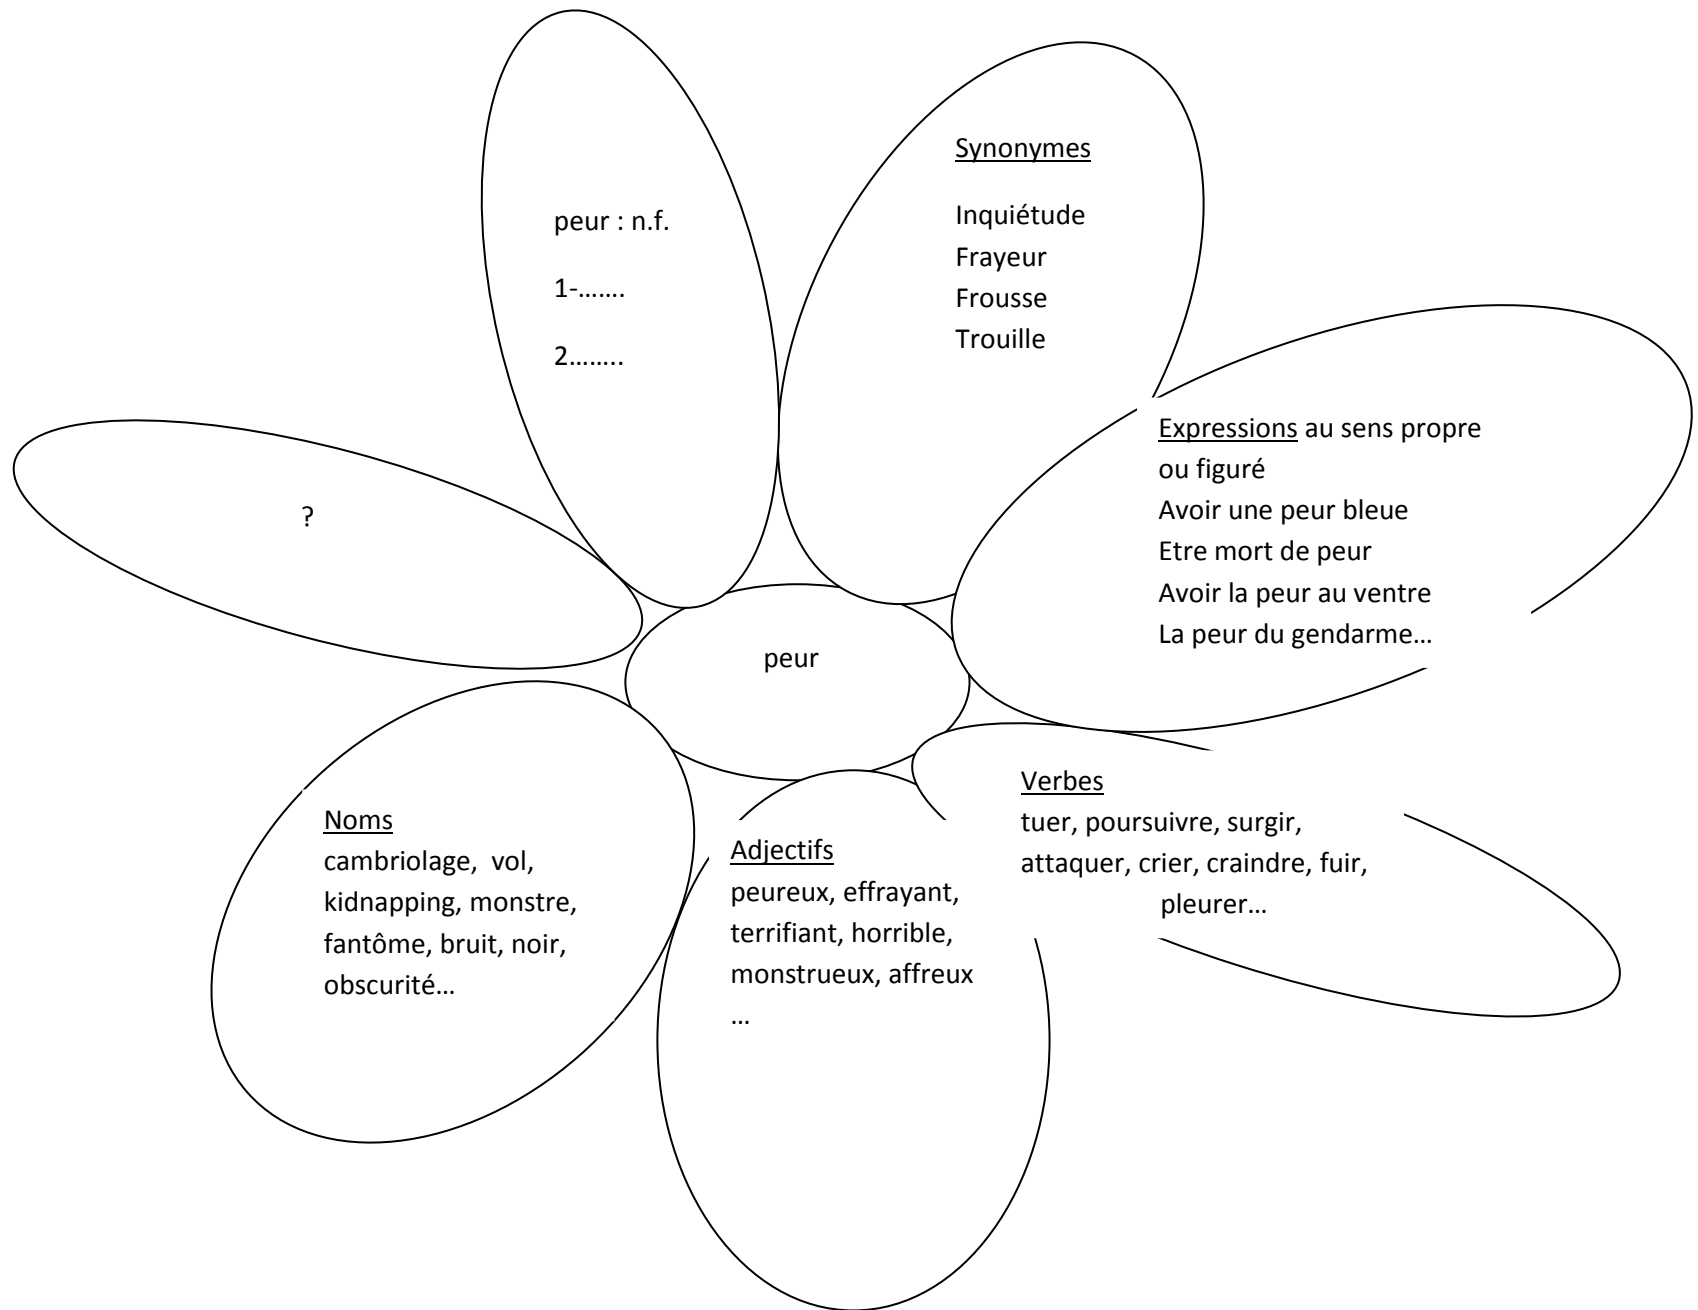 peur : n.f.
1-…….
2……..
Synonymes
Inquiétude
Frayeur
Frousse
Trouille
Expressions au sens propre
ou figuré
Avoir une peur bleue
Etre mort de peur
Avoir la peur au ventre
La peur du gendarme…
?
peur
Noms
cambriolage,  vol,
kidnapping, monstre,
fantôme, bruit, noir,
obscurité…
Adjectifs
peureux, effrayant,
terrifiant, horrible,
monstrueux, affreux
…
Verbes
tuer, poursuivre, surgir,
attaquer, crier, craindre, fuir,
pleurer…